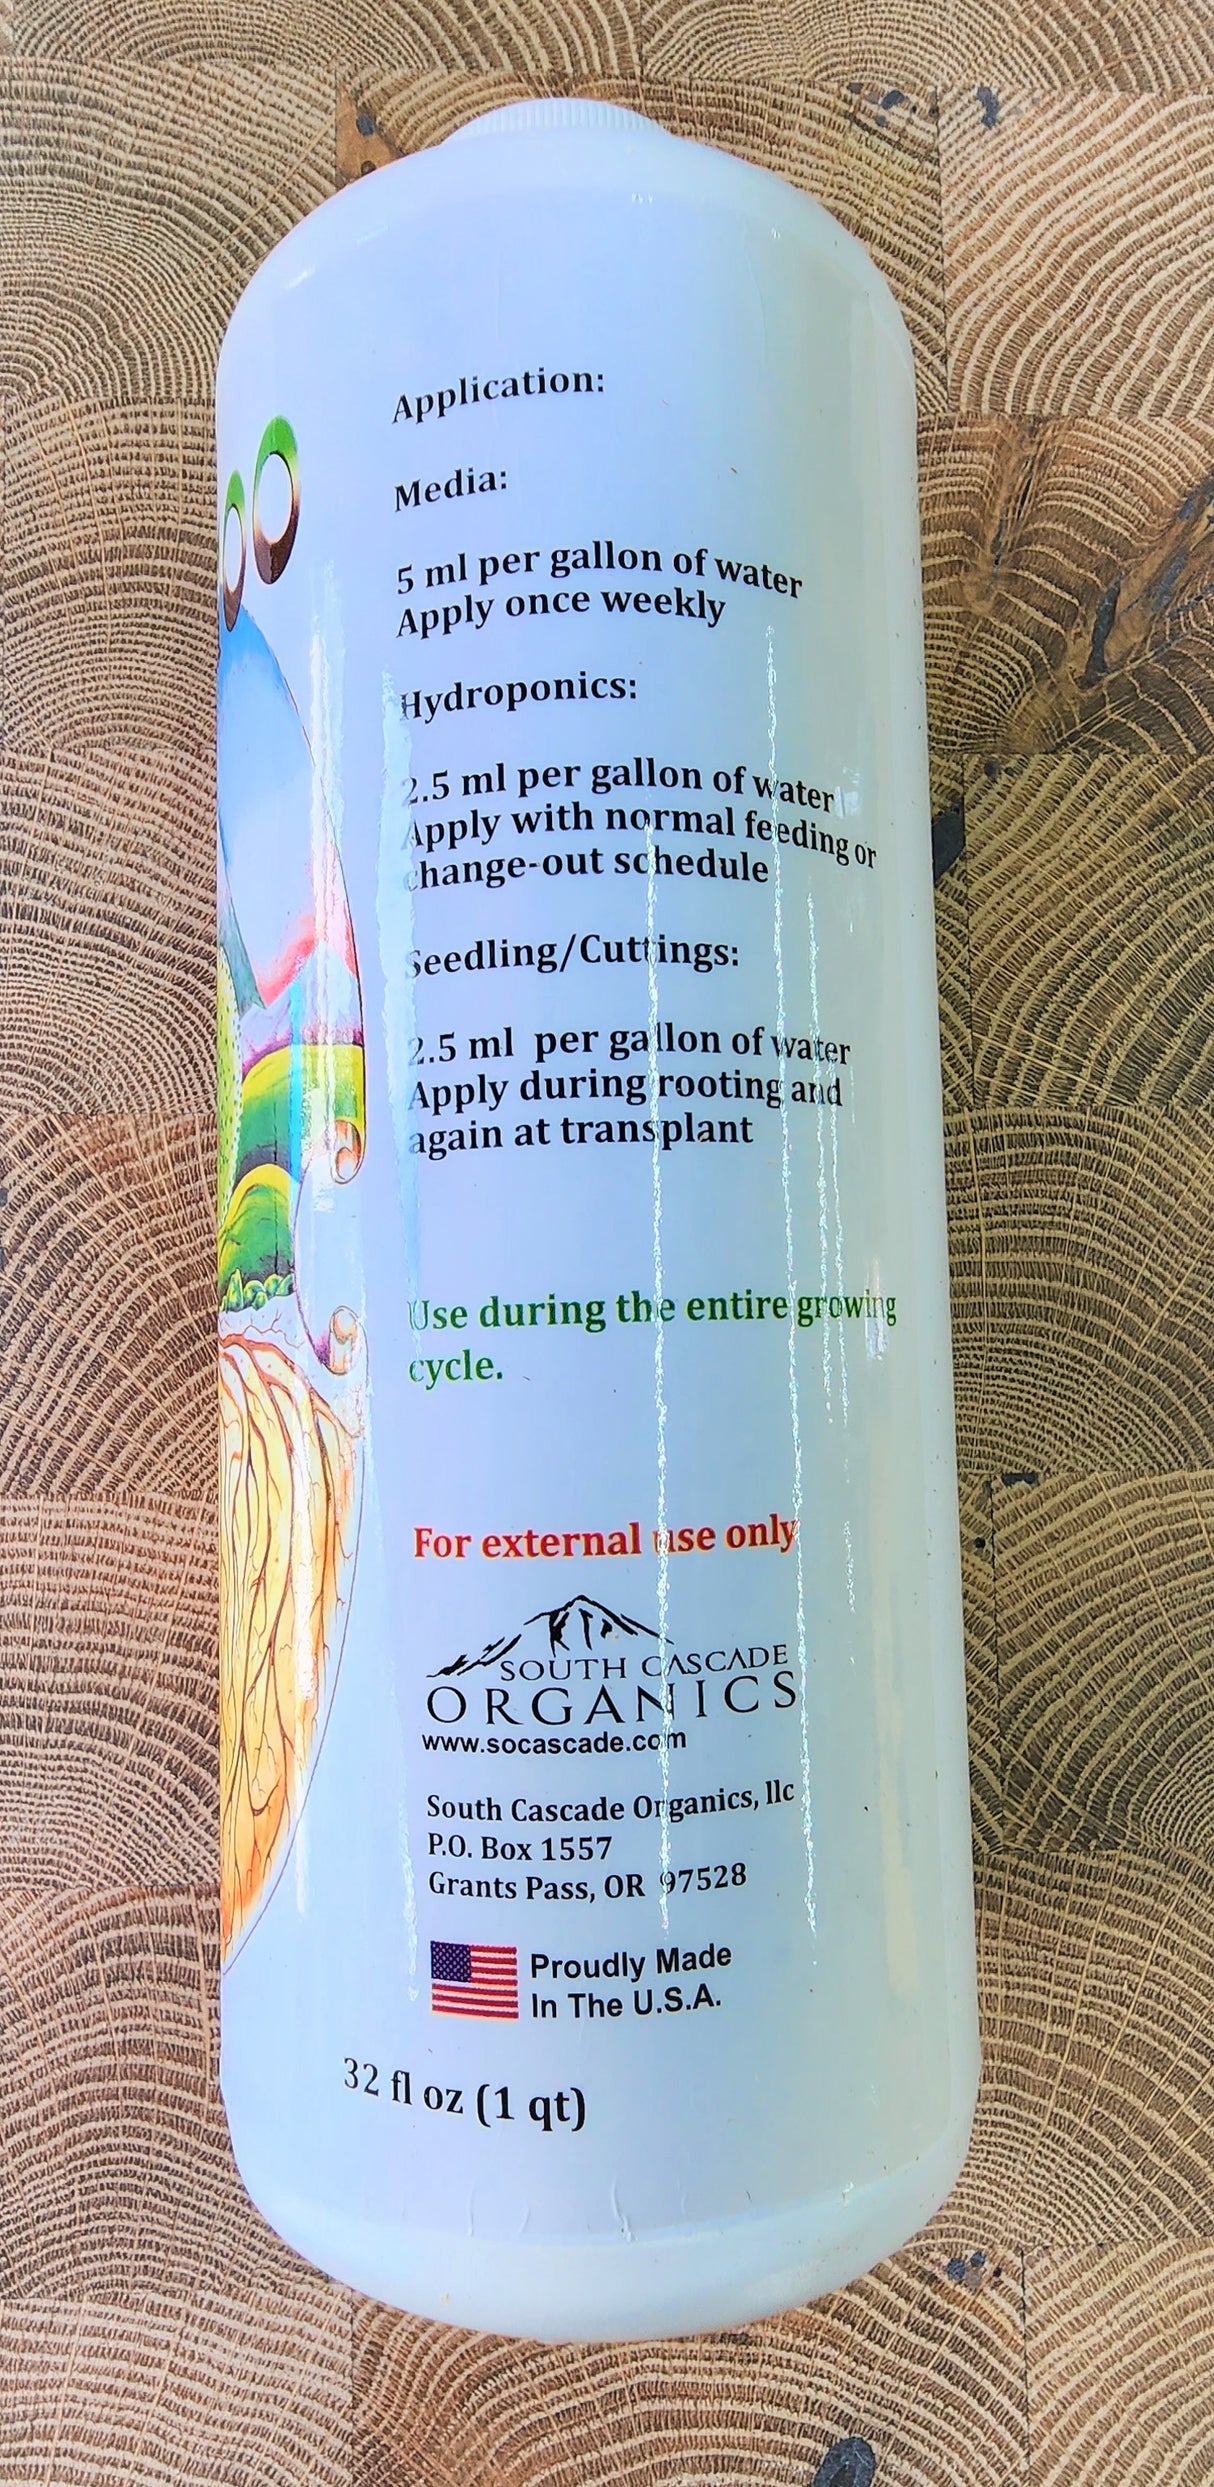 Application:
Media:
5 ml per gallon of water
Apply once weekly
Hydroponics:
2.5 ml per gallon of water
Apply with normal feeding or
change-out schedule
Seedling/Cuttings:
2.5 ml per gallon of water
Apply during rooting and
again at transplant
Use during the entire growing
cycle.
For external use only
SOUTH CASCADE
ORGANICS
www.socascade.com
South Cascade Organics, llc
P.O. Box 1557
Grants Pass, OR 97528
Proudly Made
In The U.S.A.
32 fl oz (1 qt)